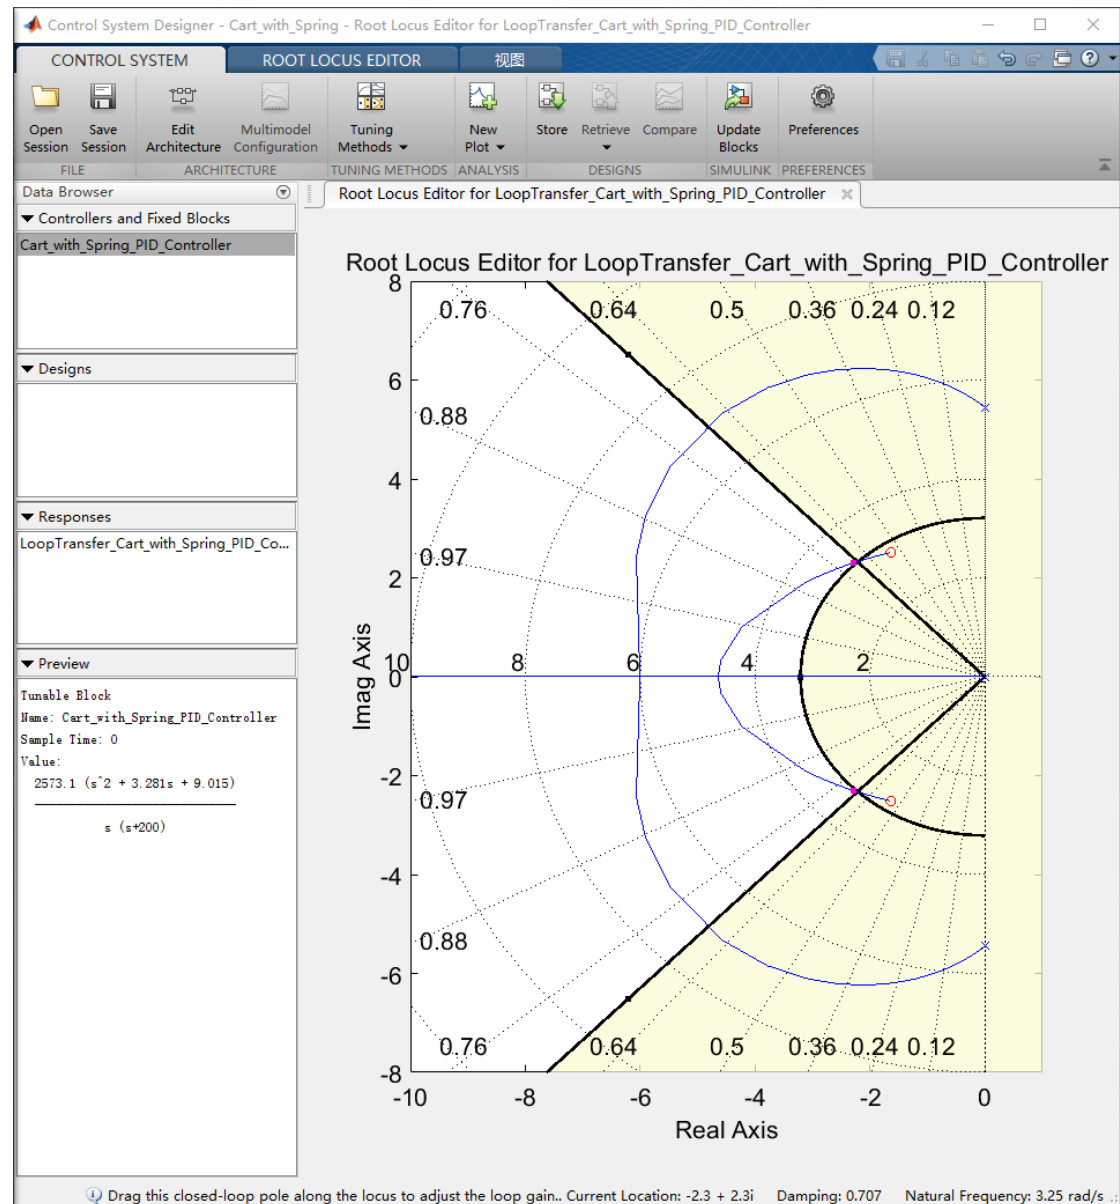 Control System Designer - Cart_with_Spring - Root Locus Editor for LoopTransfer_Cart_with_Spring_PID_Controller
CONTROL SYSTEM ROOT LOCUS EDITOR 视图
Open Session Save Session Edit Architecture Multimodel Configuration Tuning Methods New Plot Store Retrieve Compare Update Blocks Preferences
FILE ARCHITECTURE TUNING METHODS ANALYSIS DESIGNS SIMULINK PREFERENCES
Data Browser
Controllers and Fixed Blocks
Cart_with_Spring_PID_Controller
Designs
Responses
LoopTransfer_Cart_with_Spring_PID_Co...
Preview
Tunable Block
Name: Cart_with_Spring_PID_Controller
Sample Time: 0
Value:
2573.1 (s^2 + 3.281s + 9.015)
s (s+200)
Root Locus Editor for LoopTransfer_Cart_with_Spring_PID_Controller
Root Locus Editor for LoopTransfer_Cart_with_Spring_PID_Controller
8
0.76 0.64 0.5 0.36 0.24 0.12
6
0.88
4
0.97
2
10 8 6 4 2
0
-2
0.97
-4
0.88
-6
0.76 0.64 0.5 0.36 0.24 0.12
-8
Imag Axis
-10 -8 -6 -4 -2 0
Real Axis
Drag this closed-loop pole along the locus to adjust the loop gain.. Current Location: -2.3 + 2.3i Damping: 0.707 Natural Frequency: 3.25 rad/s